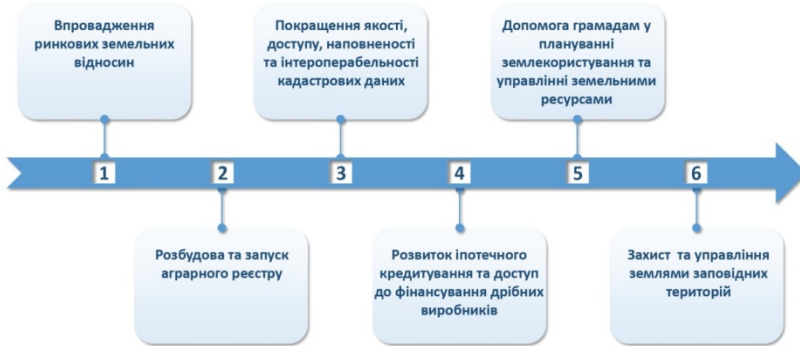 Впровадження
ринкових земельних
відносин
Покращення якості,
доступу, наповненості
та інтероперабельності
кадастрових даних
Допомога грамадам у
плануванні
землекористування та
управлінні земельними
ресурсами
1
2
3
4
5
6
Розбудова та запуск
аграрного реєстру
Розвиток іпотечного
кредитування та доступ
до фінансування дрібних
виробників
Захист та управління
землями заповідних
територій